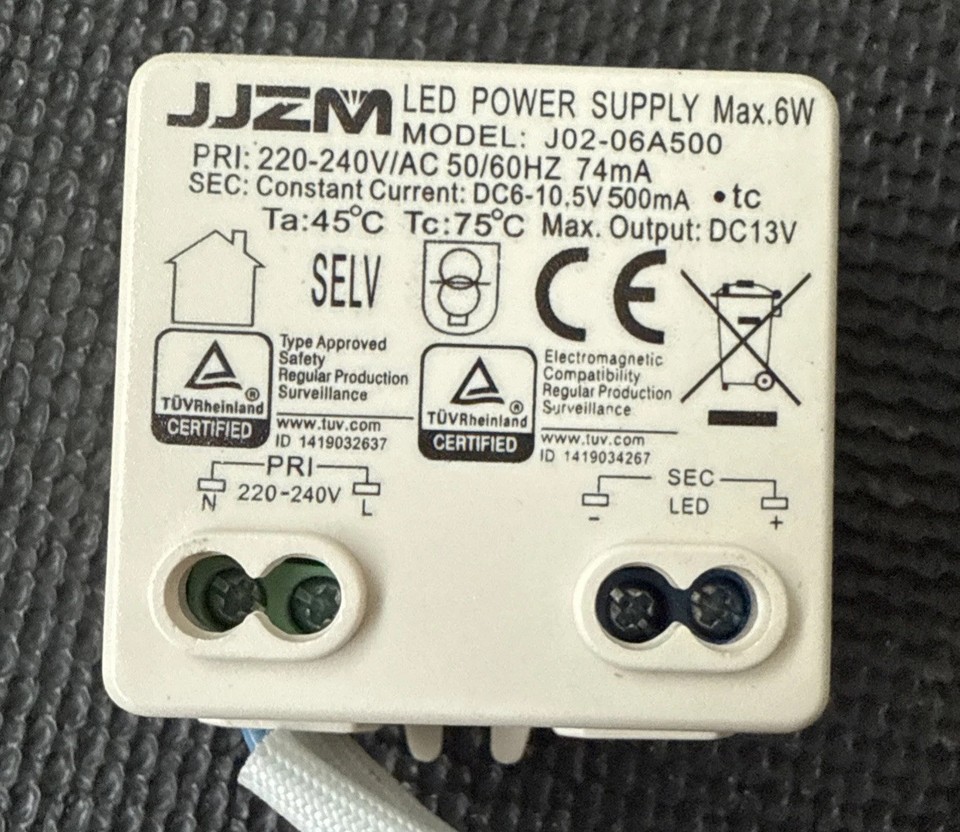 JJZM LED POWER SUPPLY Max.6W
MODEL: J02-06A500
PRI: 220-240V/AC 50/60HZ 74mA
SEC: Constant Current: DC6-10.5V 500mA •tc
Ta:45°C Tc:75°C Max. Output: DC13V
SELV
CE
Type Approved
Safety
Regular Production
Surveillance
TÜVRheinland ®
CERTIFIED
www.tuv.com
ID 1419032637
Electromagnetic
Compatibility
Regular Production
Surveillance
TÜVRheinland ®
CERTIFIED
www.tuv.com
ID 1419034267
PRI
N 220-240V L
SEC
LED
- +